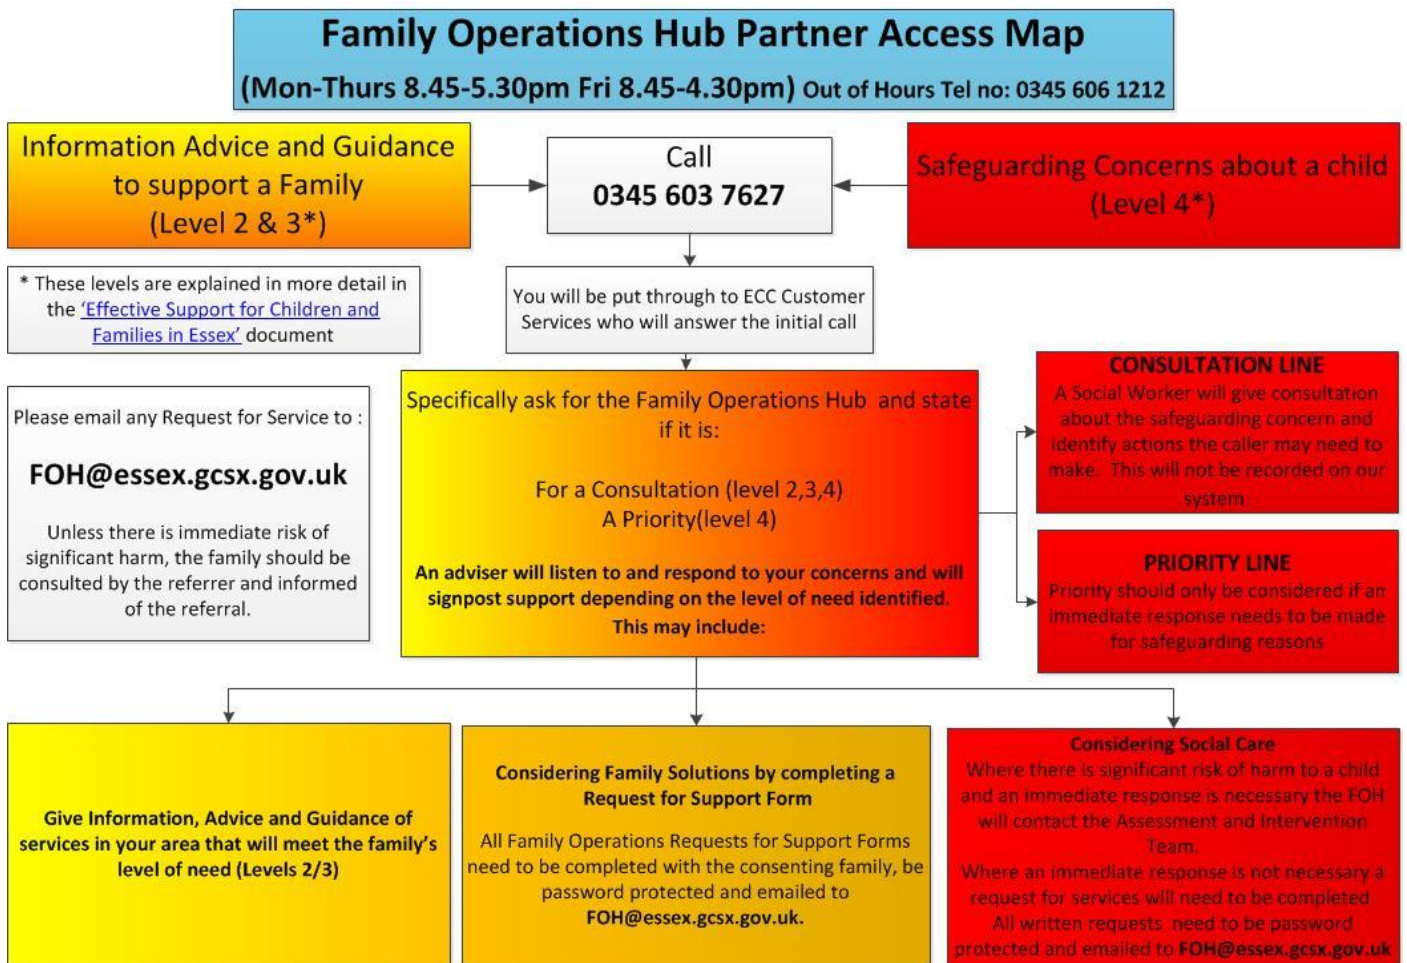 Family Operations Hub Partner Access Map
(Mon-Thurs 8.45-5.30pm Fri 8.45-4.30pm) Out of Hours Tel no: 0345 606 1212
Information Advice and Guidance
to support a Family
(Level 2 & 3*)
Call
0345 603 7627
Safeguarding Concerns about a child
(Level 4*)
* These levels are explained in more detail in
the ‘Effective Support for Children and
Families in Essex’ document
You will be put through to ECC Customer
Services who will answer the initial call
Please email any Request for Service to :
FOH@essex.gcsx.gov.uk
Unless there is immediate risk of
significant harm, the family should be
consulted by the referrer and informed
of the referral.
Specifically ask for the Family Operations Hub and state
if it is:
For a Consultation (level 2,3,4)
A Priority(level 4)
An adviser will listen to and respond to your concerns and will
signpost support depending on the level of need identified.
This may include:
CONSULTATION LINE
A Social Worker will give consultation
about the safeguarding concern and
identify actions the caller may need to
make. This will not be recorded on our
system
PRIORITY LINE
Priority should only be considered if an
immediate response needs to be made
for safeguarding reasons
Give Information, Advice and Guidance of
services in your area that will meet the family’s
level of need (Levels 2/3)
Considering Family Solutions by completing a
Request for Support Form
All Family Operations Requests for Support Forms
need to be completed with the consenting family, be
password protected and emailed to
FOH@essex.gcsx.gov.uk.
Considering Social Care
Where there is significant risk of harm to a child
and an immediate response is necessary the FOH
will contact the Assessment and Intervention
Team.
Where an immediate response is not necessary a
request for services will need to be completed
All written requests need to be password
protected and emailed to FOH@essex.gcsx.gov.uk